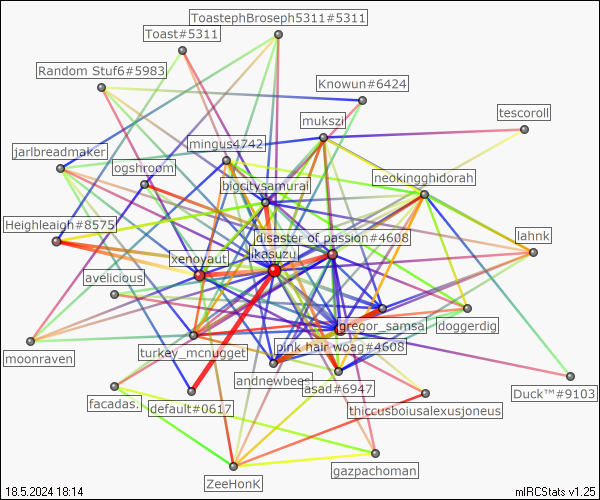 ToastephBroseph5311#5311
Toast#5311
Random Stuf6#5983
Knowun#6424
mukszi
tescoroll
mingus4742
jarlbreadmaker
ogshroom
neokingghidorah
bigcitysamurai
Heighleaigh#8575
disaster of passion#4608
lahnk
ikasuzu
xenoyaut
avelicious
gregor_samsa
doggerdig
pink hair woag#4608
turkey_mcnugget
moonraven
andnewbees
asad#6947
Duck™#9103
facadas.
default#0617
thiccusboiusalexusjoneus
gazpachoman
ZeeHonK
18.5.2024 18:14
mIRCStats v1.25